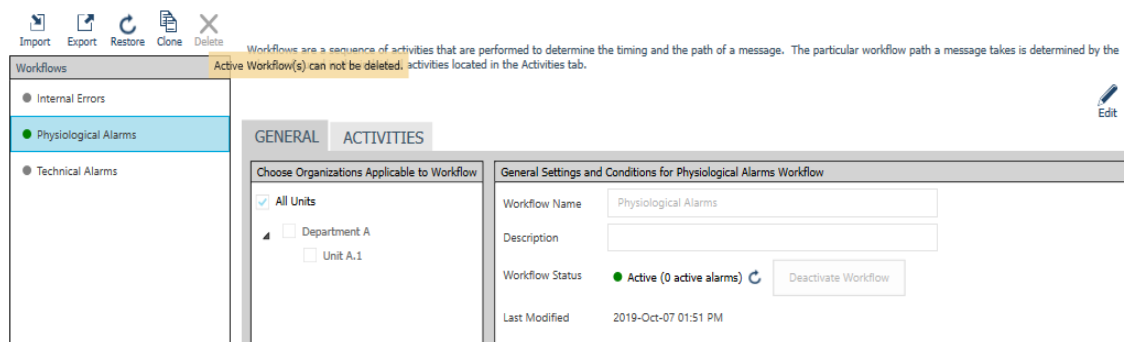 Import Export Restore Clone Delete
Workflows are a sequence of activities that are performed to determine the timing and the path of a message. The particular workflow path a message takes is determined by the
Active Workflow(s) can not be deleted. activities located in the Activities tab.
Workflows
Internal Errors
Physiological Alarms
Technical Alarms
Edit
GENERAL ACTIVITIES
Choose Organizations Applicable to Workflow
All Units
Department A
Unit A.1
General Settings and Conditions for Physiological Alarms Workflow
Workflow Name Physiological Alarms
Description
Workflow Status Active (0 active alarms) Deactivate Workflow
Last Modified 2019-Oct-07 01:51 PM